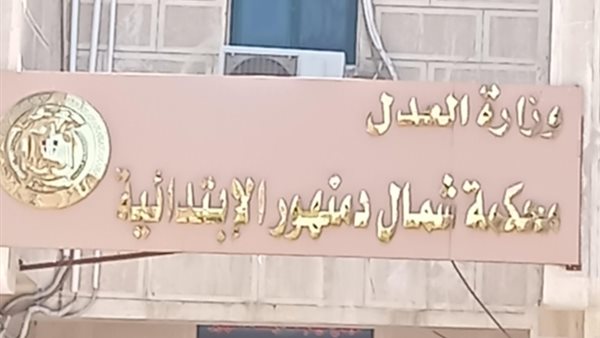 وزارة العدل
محكمة شمال دمنهور الإبتدائية